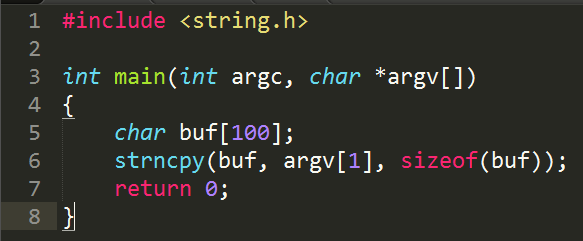 1 #include <string.h>
2
3 int main(int argc, char *argv[])
4 {
5     char buf[100];
6     strncpy(buf, argv[1], sizeof(buf));
7     return 0;
8 }